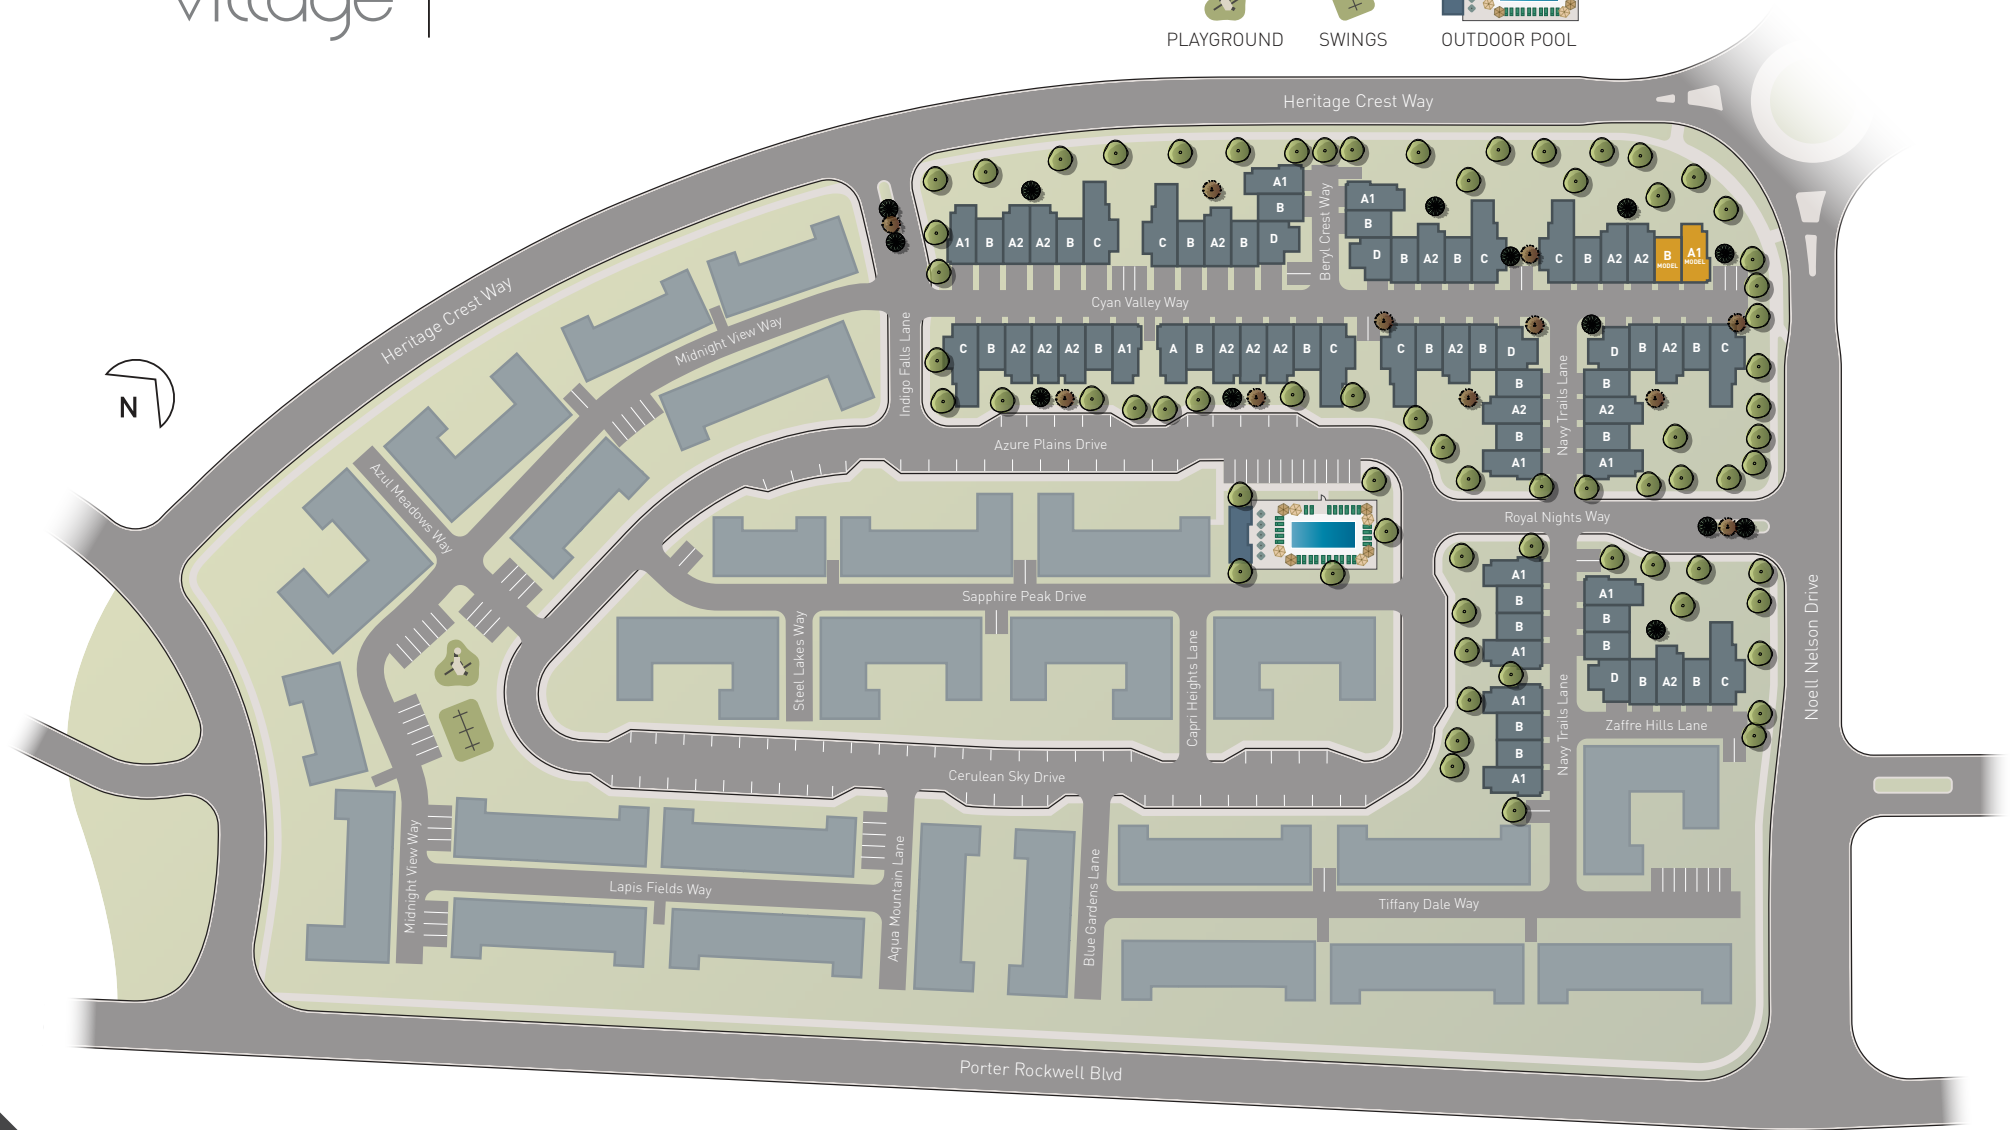 village
PLAYGROUND
SWINGS
OUTDOOR POOL
Heritage Crest Way
A1
B
A1
B
A1 B A2 A2 B C
C B A2 B D
Beryl Crest Way
D B A2 B C
C B A2 A2 B MODEL A1 MODEL
Cyan Valley Way
Heritage Crest Way
Midnight View Way
Indigo Falls Lane
C B A2 A2 A2 B A1
A B A2 A2 A2 B C
C B A2 B D
D B A2 B C
Navy Trails Lane
B
A2
B
A1
B
A2
B
A1
N
Azure Plains Drive
Azul Meadows Way
Royal Nights Way
Sapphire Peak Drive
A1
B
B
A1
A1
B
B
A1
A1
B
B
D B A2 B C
Steel Lakes Way
Capri Heights Lane
Navy Trails Lane
Zaffre Hills Lane
Noell Nelson Drive
Cerulean Sky Drive
Midnight View Way
Lapis Fields Way
Aqua Mountain Lane
Blue Gardens Lane
Tiffany Dale Way
Porter Rockwell Blvd